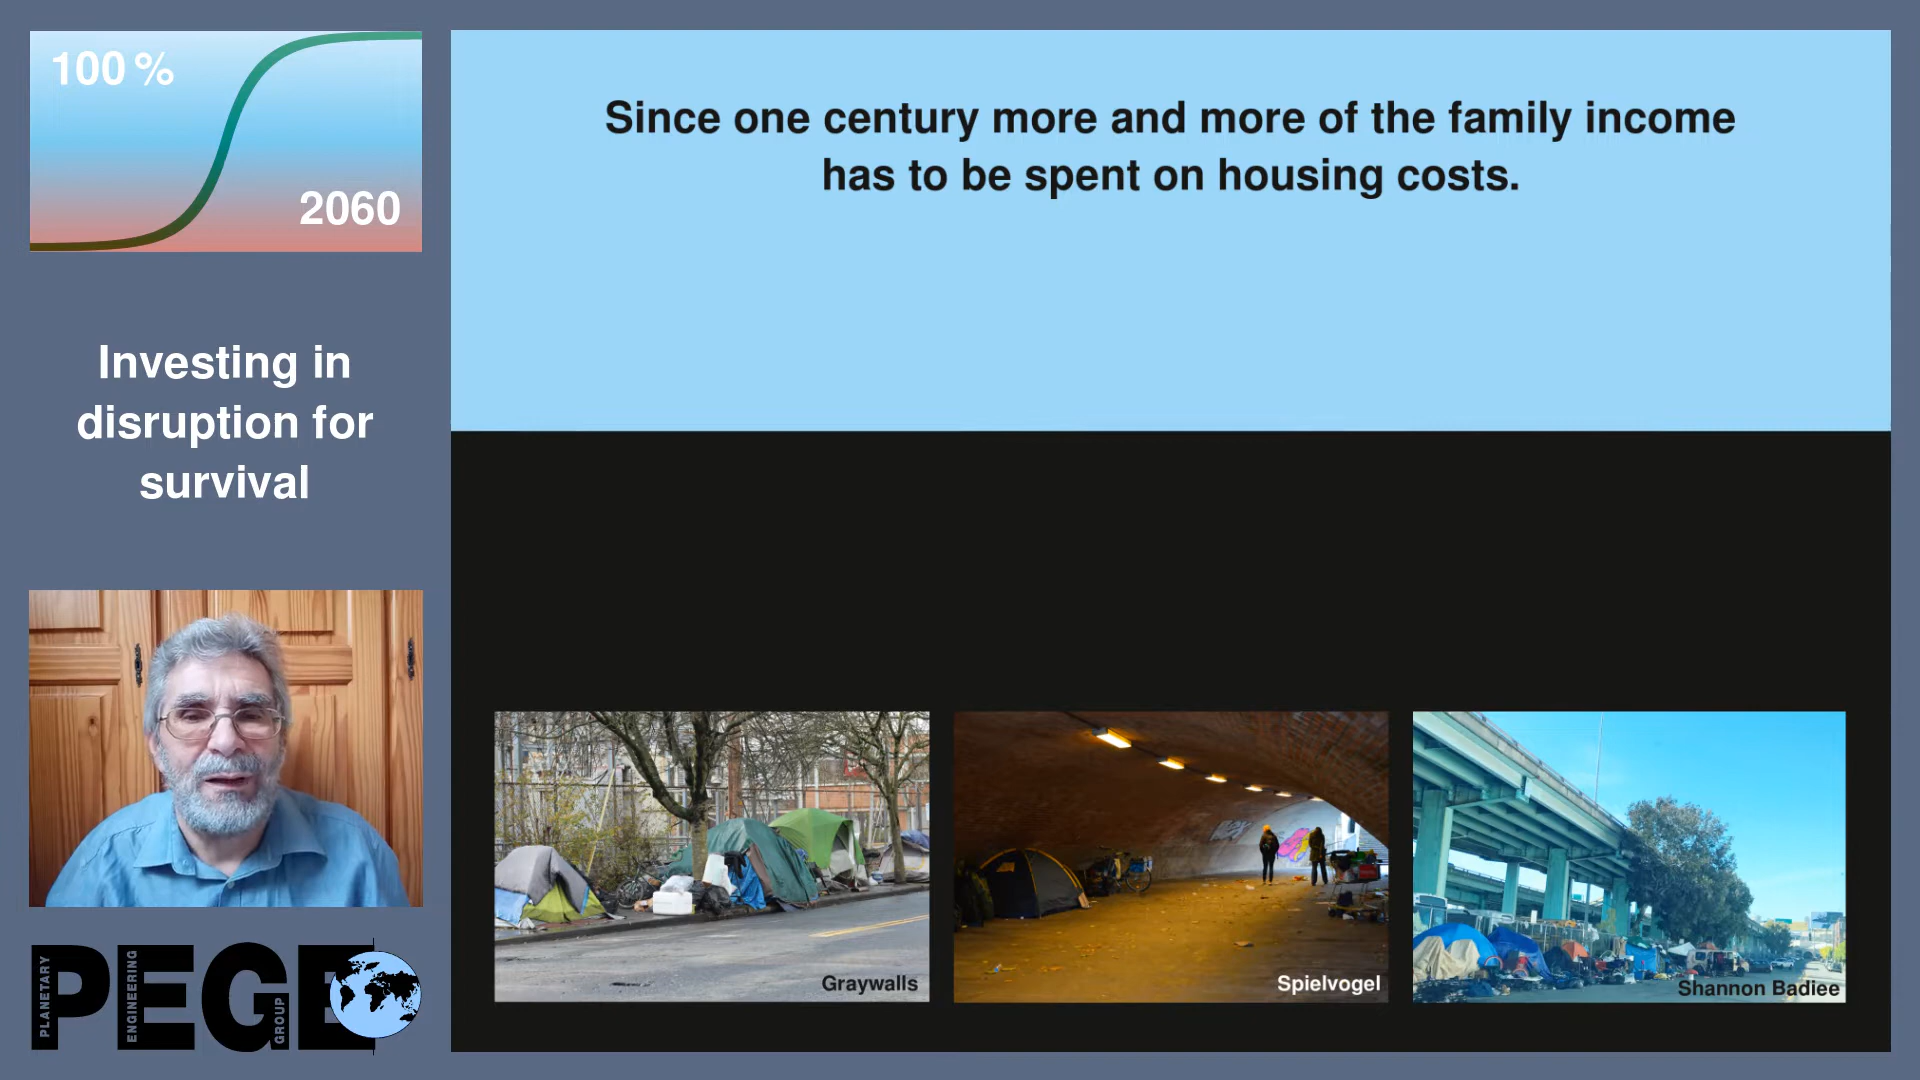 100 %
2060
Investing in
disruption for
survival
PLANETARY
ENGINEERING
GROUP
PEGE
Since one century more and more of the family income
has to be spent on housing costs.
Graywalls
Spielvogel
Shannon Badiee